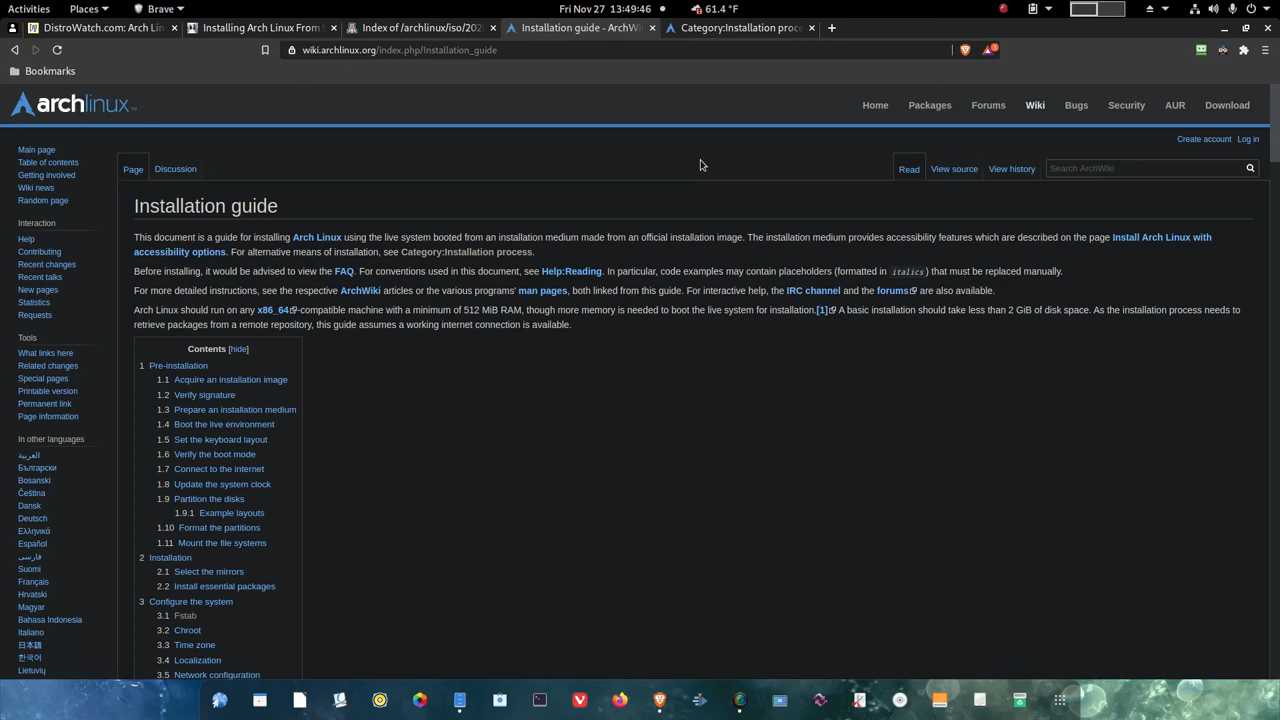 Activities Places Brave Fri Nov 27 13:49:46 61.4 °F
DistroWatch.com: Arch Lin Installing Arch Linux From Index of /archlinux/iso/202 Installation guide - ArchWi Category:Installation proce
wiki.archlinux.org/index.php/Installation_guide
Bookmarks
archlinux Home Packages Forums Wiki Bugs Security AUR Download
Create account Log in
Page Discussion Read View source View history Search ArchWiki
Main page
Table of contents
Getting involved
Wiki news
Random page
Interaction
Help
Contributing
Recent changes
Recent talks
New pages
Statistics
Requests
Tools
What links here
Related changes
Special pages
Printable version
Permanent link
Page information
In other languages
العربية
Български
Bosanski
Čeština
Dansk
Deutsch
Ελληνικά
Español
فارسی
Suomi
Français
Hrvatski
Magyar
Bahasa Indonesia
Italiano
日本語
한국어
Lietuvių
Installation guide
This document is a guide for installing Arch Linux using the live system booted from an installation medium made from an official installation image. The installation medium provides accessibility features which are described on the page Install Arch Linux with
accessibility options. For alternative means of installation, see Category:Installation process.
Before installing, it would be advised to view the FAQ. For conventions used in this document, see Help:Reading. In particular, code examples may contain placeholders (formatted in italics) that must be replaced manually.
For more detailed instructions, see the respective ArchWiki articles or the various programs' man pages, both linked from this guide. For interactive help, the IRC channel and the forums are also available.
Arch Linux should run on any x86_64-compatible machine with a minimum of 512 MiB RAM, though more memory is needed to boot the live system for installation.[1] A basic installation should take less than 2 GiB of disk space. As the installation process needs to
retrieve packages from a remote repository, this guide assumes a working internet connection is available.
Contents [hide]
1 Pre-installation
1.1 Acquire an installation image
1.2 Verify signature
1.3 Prepare an installation medium
1.4 Boot the live environment
1.5 Set the keyboard layout
1.6 Verify the boot mode
1.7 Connect to the internet
1.8 Update the system clock
1.9 Partition the disks
1.9.1 Example layouts
1.10 Format the partitions
1.11 Mount the file systems
2 Installation
2.1 Select the mirrors
2.2 Install essential packages
3 Configure the system
3.1 Fstab
3.2 Chroot
3.3 Time zone
3.4 Localization
3.5 Network configuration